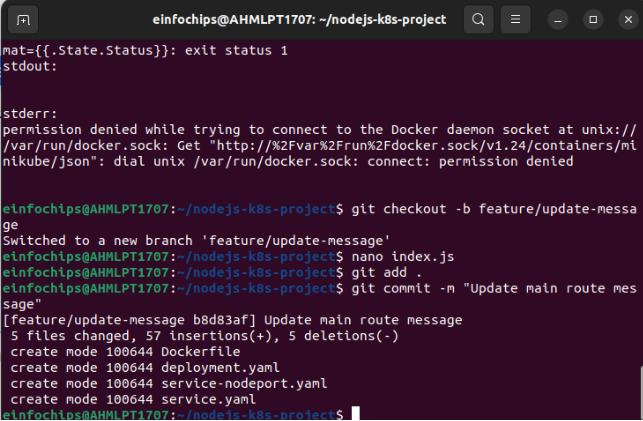 einfochips@AHMLPT1707: ~/nodejs-k8s-project
mat={{.State.Status}}: exit status 1
stdout:
stderr:
permission denied while trying to connect to the Docker daemon socket at unix://
/var/run/docker.sock: Get "http://%2Fvar%2Frun%2Fdocker.sock/v1.24/containers/mi
nikube/json": dial unix /var/run/docker.sock: connect: permission denied
einfochips@AHMLPT1707:~/nodejs-k8s-project$ git checkout -b feature/update-messa
ge
Switched to a new branch 'feature/update-message'
einfochips@AHMLPT1707:~/nodejs-k8s-project$ nano index.js
einfochips@AHMLPT1707:~/nodejs-k8s-project$ git add .
einfochips@AHMLPT1707:~/nodejs-k8s-project$ git commit -m "Update main route mes
sage"
[feature/update-message b8d83af] Update main route message
 5 files changed, 57 insertions(+), 5 deletions(-)
 create mode 100644 Dockerfile
 create mode 100644 deployment.yaml
 create mode 100644 service-nodeport.yaml
 create mode 100644 service.yaml
einfochips@AHMLPT1707:~/nodejs-k8s-project$